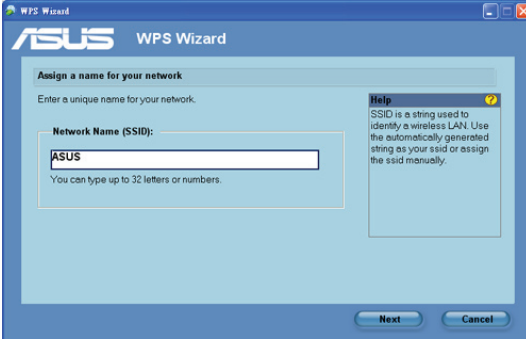 WPS Wizard
ASUS WPS Wizard
Assign a name for your network
Enter a unique name for your network.
Network Name (SSID):
ASUS
You can type up to 32 letters or numbers.
Help
SSID is a string used to
identify a wireless LAN. Use
the automatically generated
string as your ssid or assign
the ssid manually.
Next
Cancel